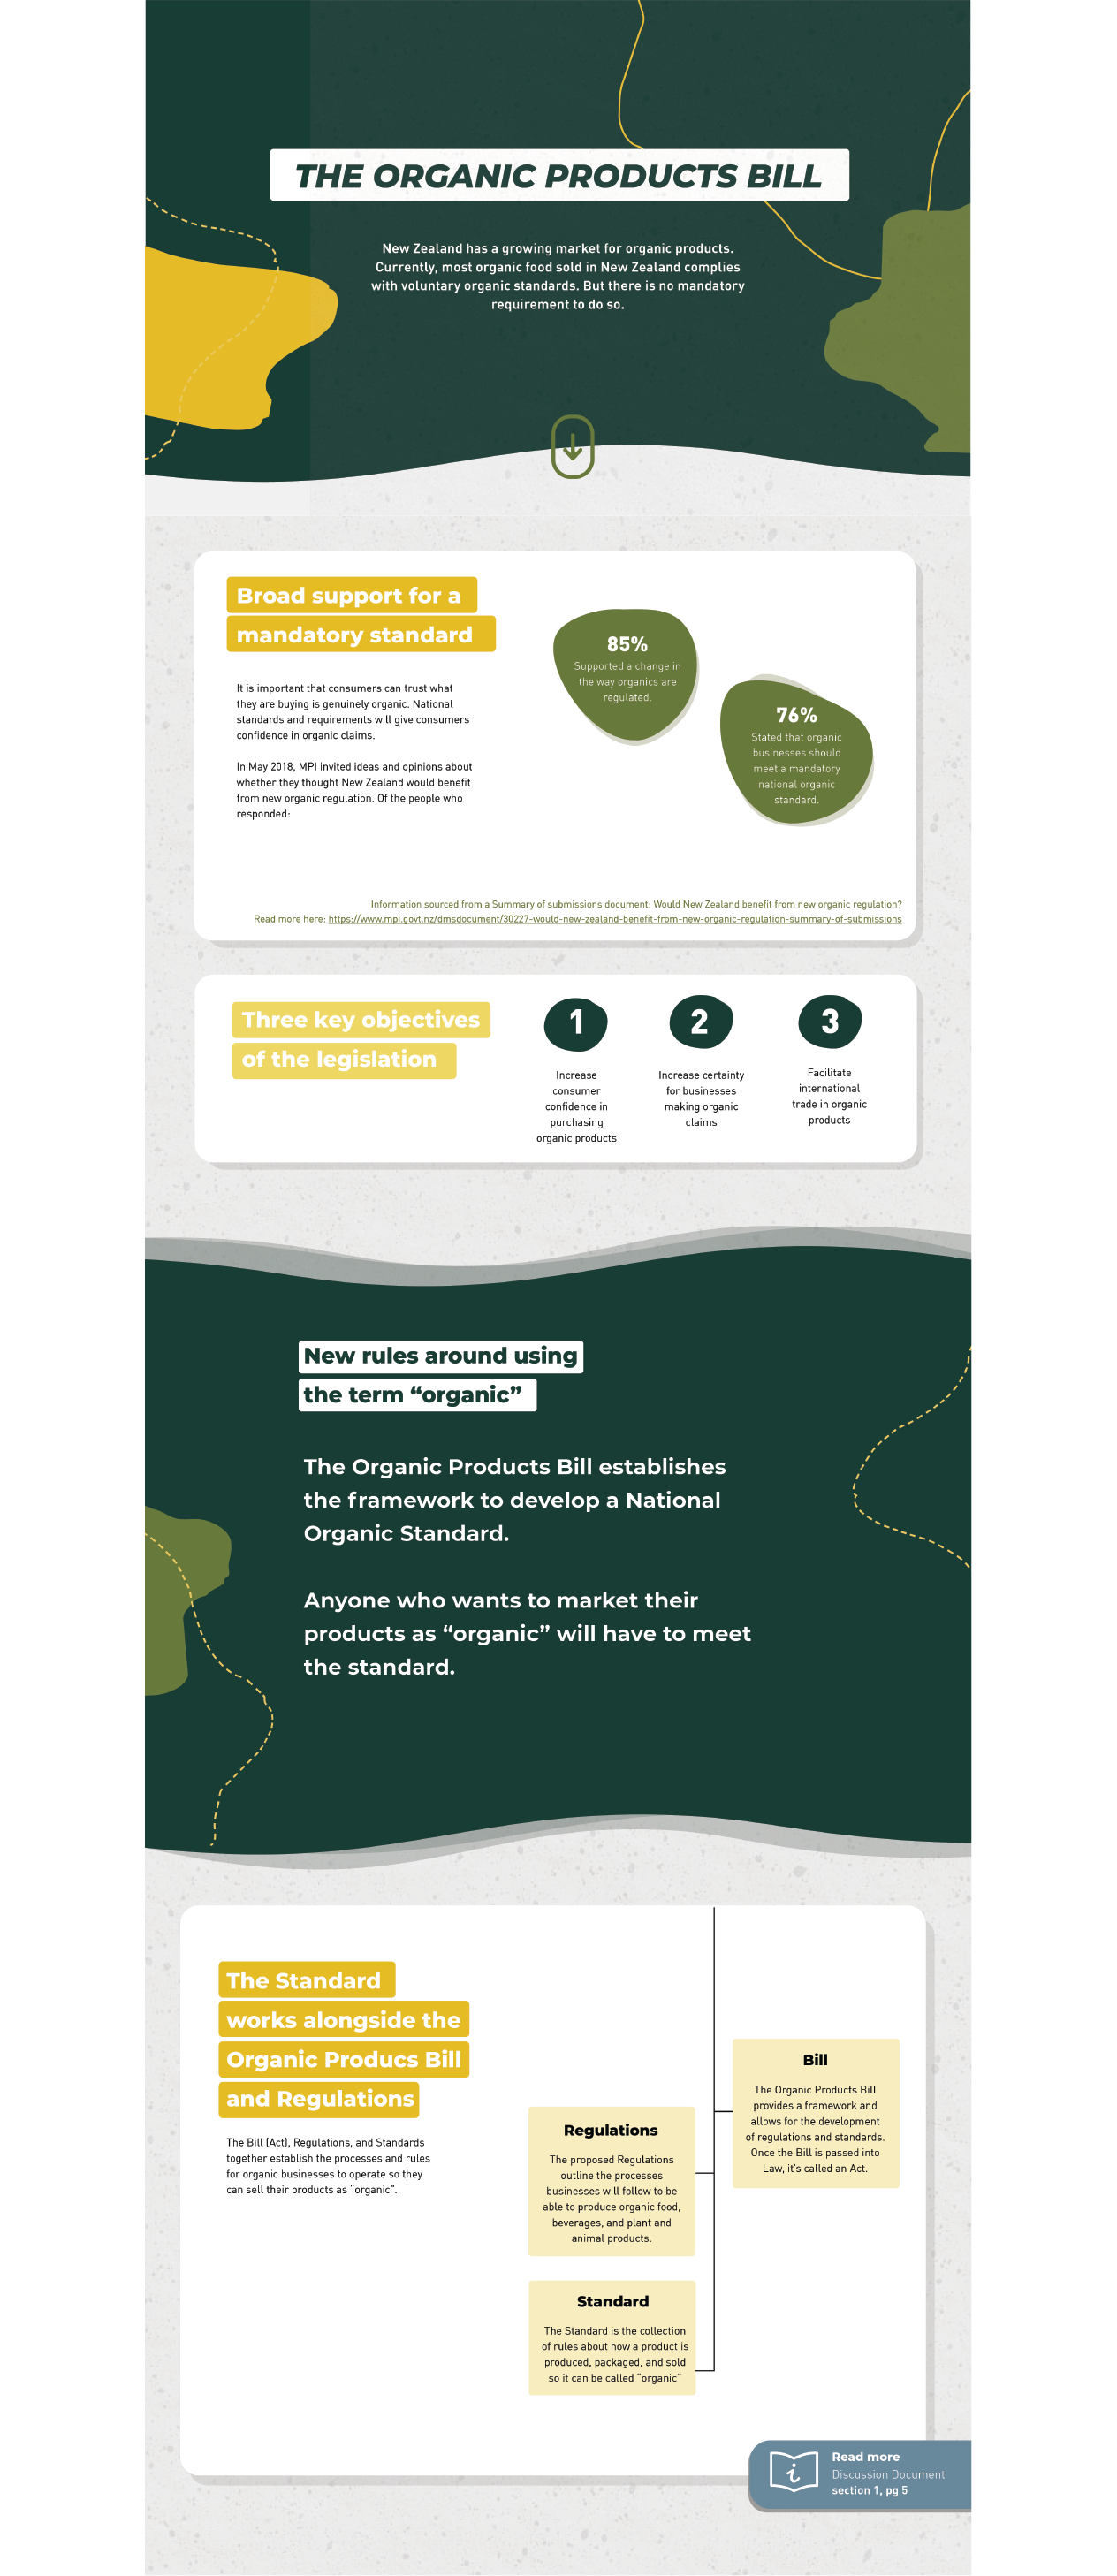 THE ORGANIC PRODUCTS BILL
New Zealand has a growing market for organic products.
Currently, most organic food sold in New Zealand complies
with voluntary organic standards. But there is no mandatory
requirement to do so.
Broad support for a
mandatory standard
It is important that consumers can trust what
they are buying is genuinely organic. National
standards and requirements will give consumers
confidence in organic claims.
In May 2018, MPI invited ideas and opinions about
whether they thought New Zealand would benefit
from new organic regulation. Of the people who
responded:
85%
Supported a change in
the way organics are
regulated.
76%
Stated that organic
businesses should
meet a mandatory
national organic
standard.
Information sourced from a Summary of submissions document: Would New Zealand benefit from new organic regulation?
Read more here: https://www.mpi.govt.nz/dmsdocument/30227-would-new-zealand-benefit-from-new-organic-regulation-summary-of-submissions
Three key objectives
of the legislation
1
Increase
consumer
confidence in
purchasing
organic products
2
Increase certainty
for businesses
making organic
claims
3
Facilitate
international
trade in organic
products
New rules around using
the term “organic”
The Organic Products Bill establishes
the framework to develop a National
Organic Standard.
Anyone who wants to market their
products as “organic” will have to meet
the standard.
The Standard
works alongside the
Organic Producs Bill
and Regulations
The Bill (Act), Regulations, and Standards
together establish the processes and rules
for organic businesses to operate so they
can sell their products as "organic".
Bill
The Organic Products Bill
provides a framework and
allows for the development
of regulations and standards.
Once the Bill is passed into
Law, it's called an Act.
Regulations
The proposed Regulations
outline the processes
businesses will follow to be
able to produce organic food,
beverages, and plant and
animal products.
Standard
The Standard is the collection
of rules about how a product is
produced, packaged, and sold
so it can be called "organic"
Read more
Discussion Document
section 1, pg 5